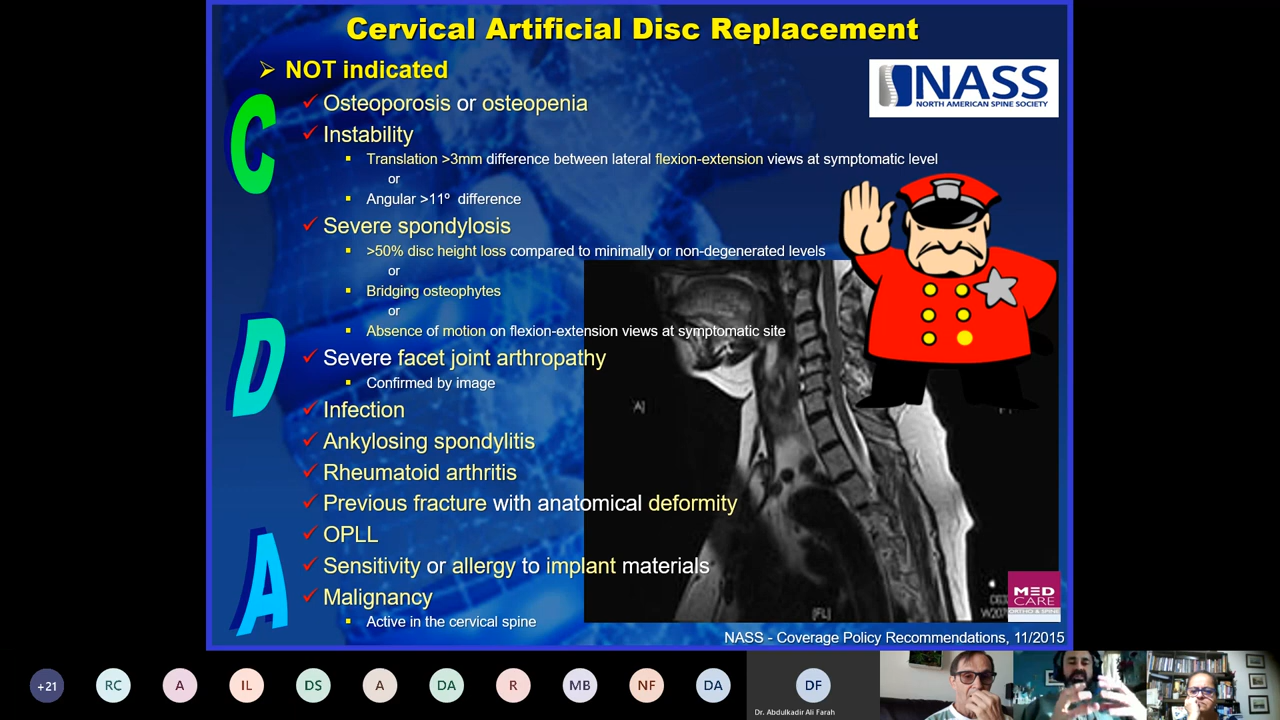 Cervical Artificial Disc Replacement
NOT indicated
NASS
NORTH AMERICAN SPINE SOCIETY
C
Osteoporosis or osteopenia
Instability
Translation >3mm difference between lateral flexion-extension views at symptomatic level
or
Angular >11º difference
Severe spondylosis
>50% disc height loss compared to minimally or non-degenerated levels
or
Bridging osteophytes
or
Absence of motion on flexion-extension views at symptomatic site
D
Severe facet joint arthropathy
Confirmed by image
[A]
Infection
Ankylosing spondylitis
Rheumatoid arthritis
Previous fracture with anatomical deformity
A
OPLL
Sensitivity or allergy to implant materials
Malignancy
Active in the cervical spine
[FL]
MED
CARE
ORTHO & SPINE
NASS - Coverage Policy Recommendations, 11/2015
+21
RC
A
IL
DS
A
DA
R
MB
NF
DA
DF
Dr. Abdulkadir Ali Farah